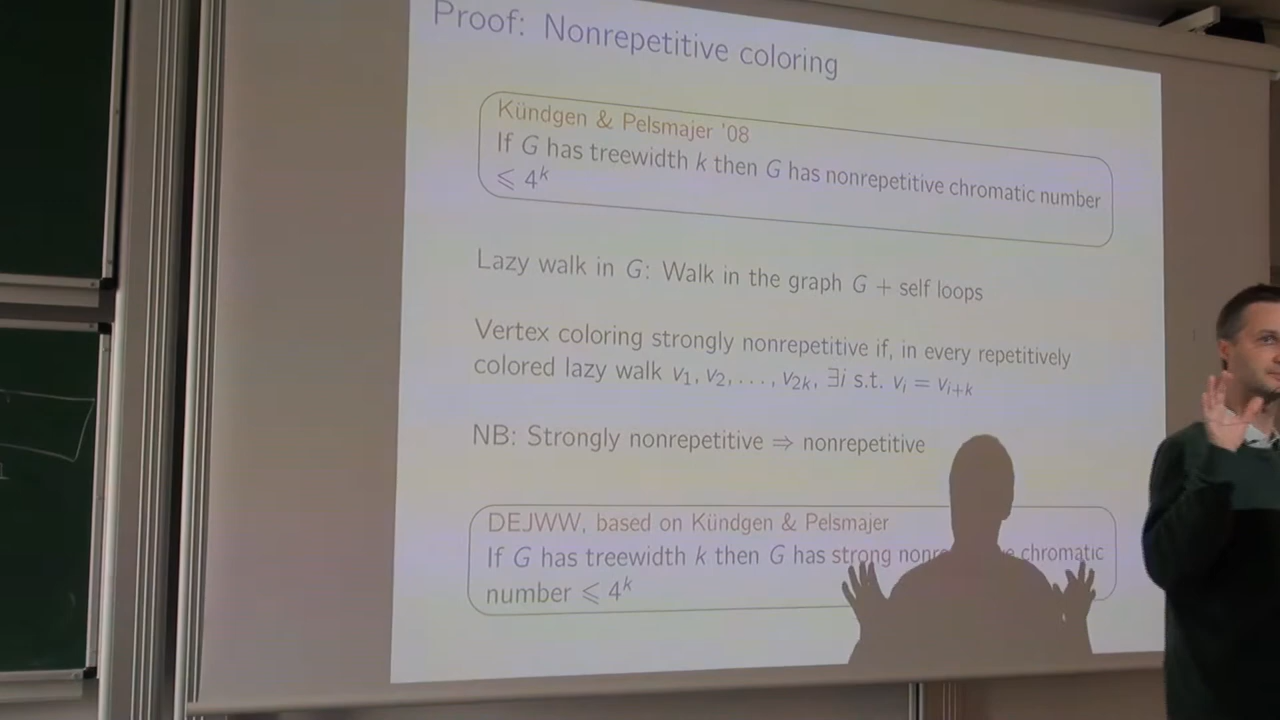 Proof: Nonrepetitive coloring
Kündgen & Pelsmajer '08
If G has treewidth k then G has nonrepetitive chromatic number
⩽ 4^k
Lazy walk in G: Walk in the graph G + self loops
Vertex coloring strongly nonrepetitive if, in every repetitively
colored lazy walk v₁, v₂, . . . , v₂ₖ, ∃i s.t. vᵢ = vᵢ₊ₖ
NB: Strongly nonrepetitive ⇒ nonrepetitive
DEJWW, based on Kündgen & Pelsmajer
If G has treewidth k then G has strong chromatic
number ⩽ 4^k